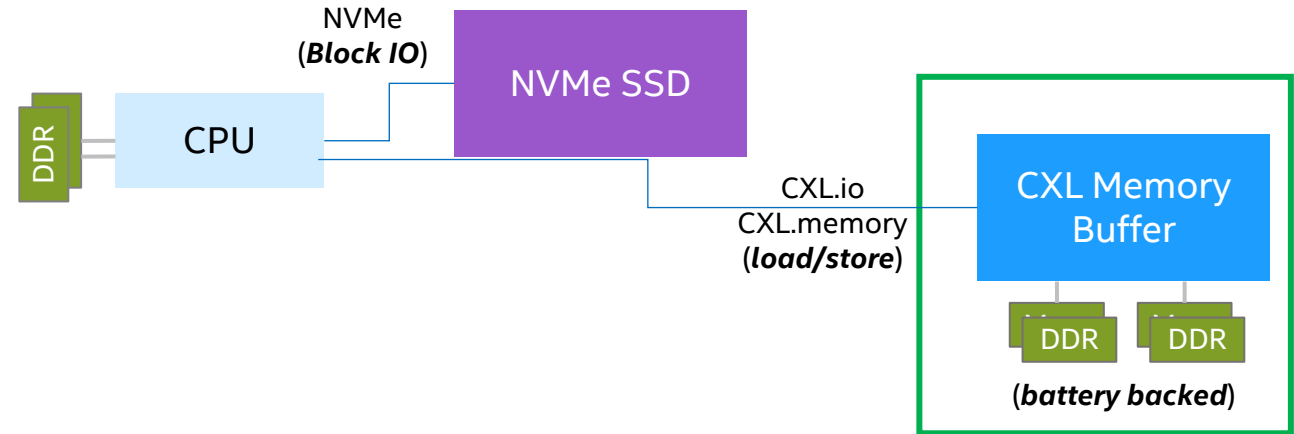 NVMe
(Block IO)
NVMe SSD
DDR
CPU
CXL.io
CXL.memory
(load/store)
CXL Memory
Buffer
DDR
DDR
(battery backed)